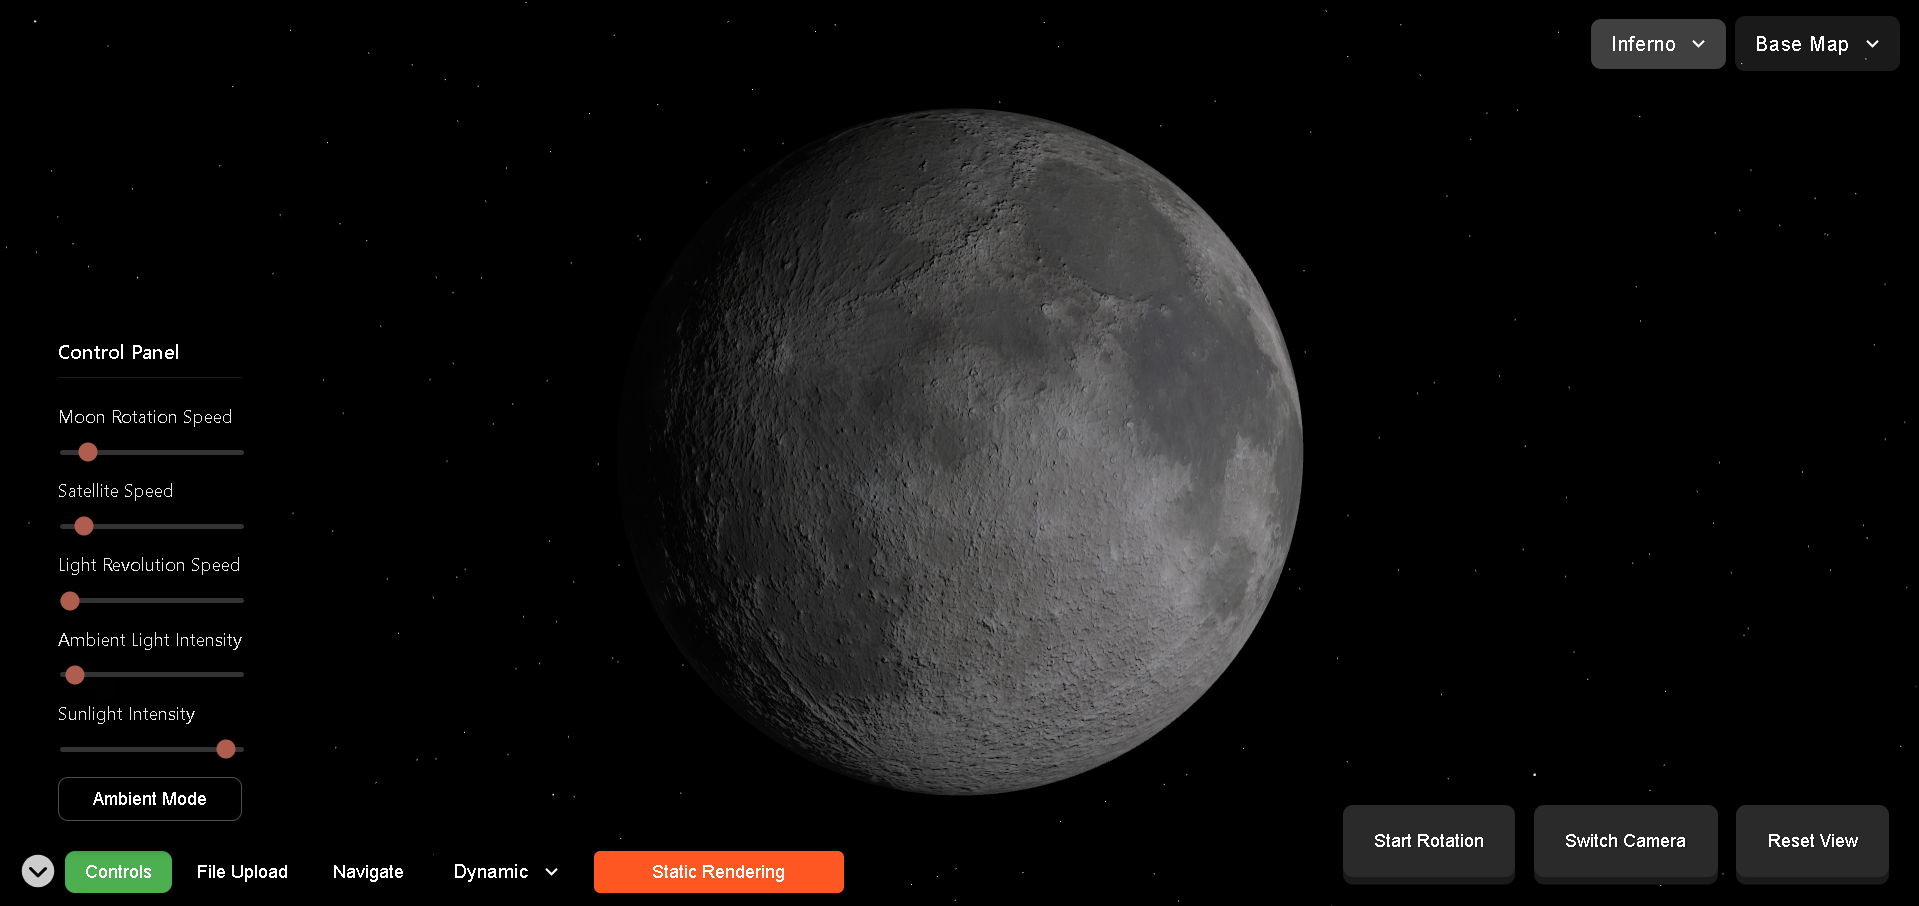 Inferno
Base Map
Control Panel
Moon Rotation Speed
Satellite Speed
Light Revolution Speed
Ambient Light Intensity
Sunlight Intensity
Ambient Mode
Start Rotation
Switch Camera
Reset View
Controls
File Upload
Navigate
Dynamic
Static Rendering